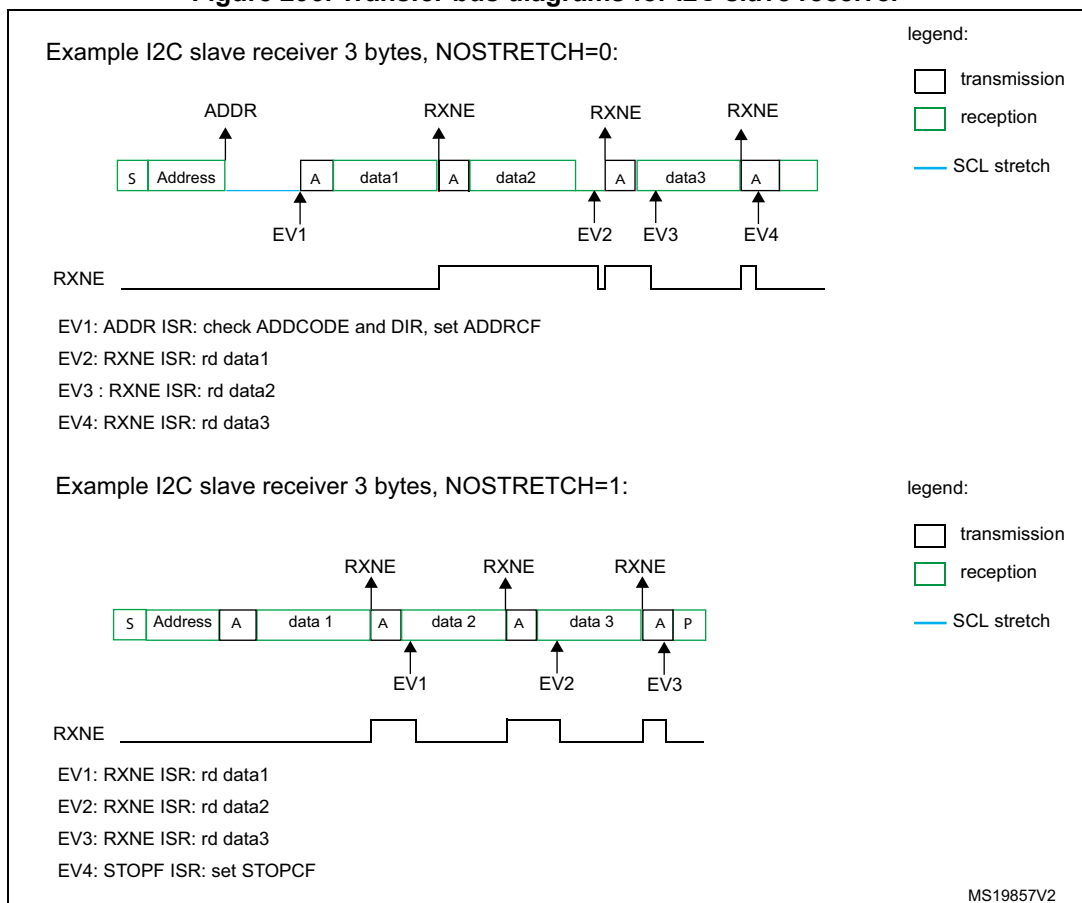 Example I2C slave receiver 3 bytes, NOSTRETCH=0:
legend:
transmission
reception
SCL stretch
ADDR RXNE RXNE RXNE
S Address A data1 A data2 A data3 A
EV1 EV2 EV3 EV4
RXNE
EV1: ADDR ISR: check ADDCODE and DIR, set ADDRCF
EV2: RXNE ISR: rd data1
EV3 : RXNE ISR: rd data2
EV4: RXNE ISR: rd data3
Example I2C slave receiver 3 bytes, NOSTRETCH=1:
legend:
transmission
reception
SCL stretch
RXNE RXNE RXNE
S Address A data 1 A data 2 A data 3 A P
EV1 EV2 EV3
RXNE
EV1: RXNE ISR: rd data1
EV2: RXNE ISR: rd data2
EV3: RXNE ISR: rd data3
EV4: STOPF ISR: set STOPCF
MS19857V2